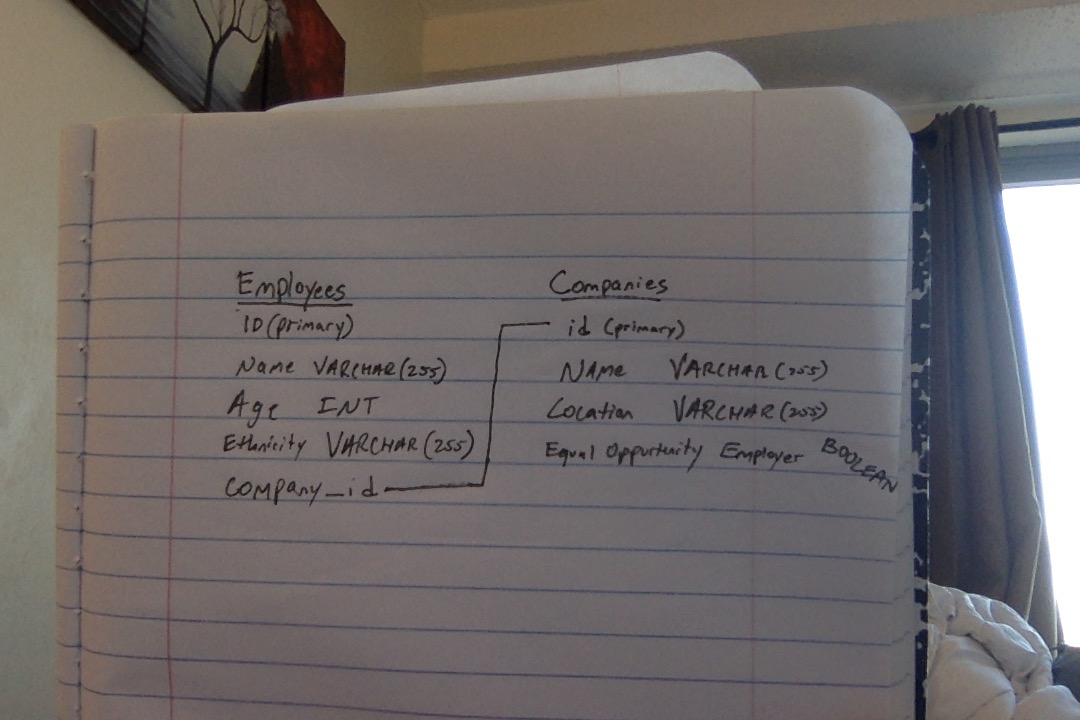 Employees
ID (primary)
Name VARCHAR(255)
Age INT
Ethnicity VARCHAR(255)
company_id
Companies
id (primary)
NAme VARCHAR(255)
Location VARCHAR(255)
Equal Opportunity Employer BOOLEAN